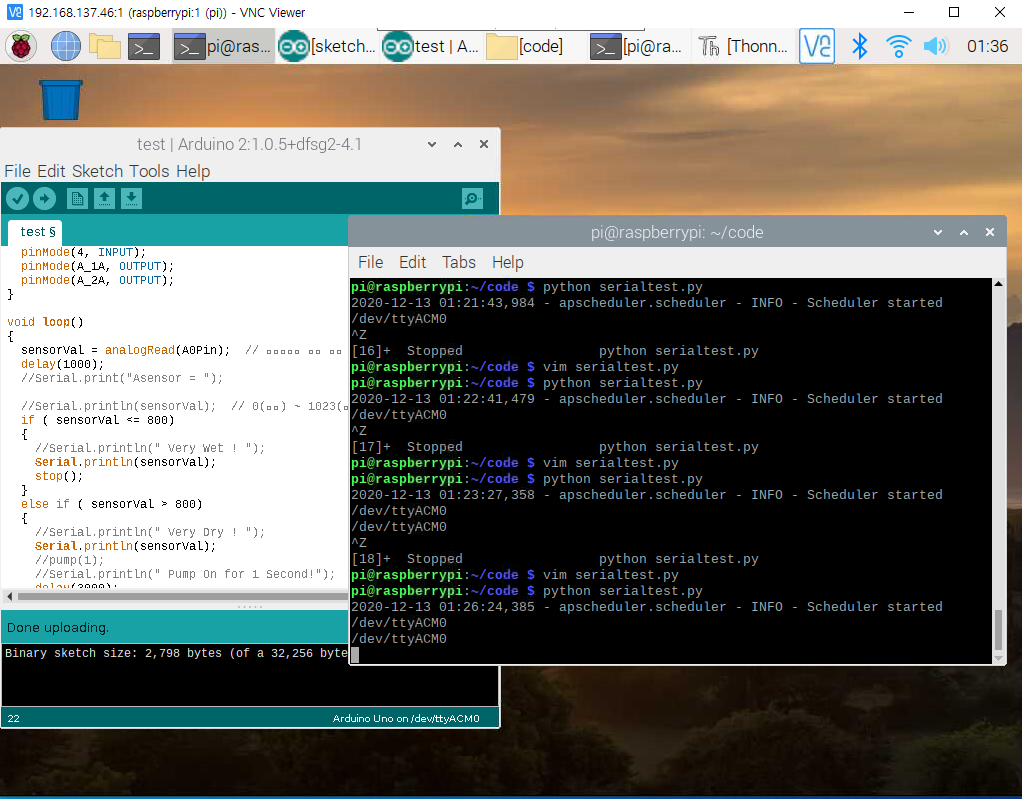 192.168.137.46:1 (raspberrypi:1 (pi)) - VNC Viewer
pi@ras... [sketch... test | A... [code] [pi@ra... Th [Thonn... 01:36
test | Arduino 2:1.0.5+dfsg2-4.1
File Edit Sketch Tools Help
test §
pinMode(4, INPUT);
pinMode(A_1A, OUTPUT);
pinMode(A_2A, OUTPUT);
}
void loop()
{
sensorVal = analogRead(A0Pin);  // □□□□□ □□ □□
delay(1000);
//Serial.print("Asensor = ");
//Serial.println(sensorVal);  // 0(□□) ~ 1023(
if ( sensorVal <= 800)
{
//Serial.println(" Very Wet ! ");
Serial.println(sensorVal);
stop();
}
else if ( sensorVal > 800)
{
//Serial.println(" Very Dry ! ");
Serial.println(sensorVal);
//pump(1);
//Serial.println(" Pump On for 1 Second!");
delay(3000);
Done uploading.
Binary sketch size: 2,798 bytes (of a 32,256 byte
22
Arduino Uno on /dev/ttyACM0
pi@raspberrypi: ~/code
File Edit Tabs Help
pi@raspberrypi:~/code $ python serialtest.py
2020-12-13 01:21:43,984 - apscheduler.scheduler - INFO - Scheduler started
/dev/ttyACM0
^Z
[16]+  Stopped                 python serialtest.py
pi@raspberrypi:~/code $ vim serialtest.py
pi@raspberrypi:~/code $ python serialtest.py
2020-12-13 01:22:41,479 - apscheduler.scheduler - INFO - Scheduler started
/dev/ttyACM0
^Z
[17]+  Stopped                 python serialtest.py
pi@raspberrypi:~/code $ vim serialtest.py
pi@raspberrypi:~/code $ python serialtest.py
2020-12-13 01:23:27,358 - apscheduler.scheduler - INFO - Scheduler started
/dev/ttyACM0
/dev/ttyACM0
^Z
[18]+  Stopped                 python serialtest.py
pi@raspberrypi:~/code $ vim serialtest.py
pi@raspberrypi:~/code $ python serialtest.py
2020-12-13 01:26:24,385 - apscheduler.scheduler - INFO - Scheduler started
/dev/ttyACM0
/dev/ttyACM0